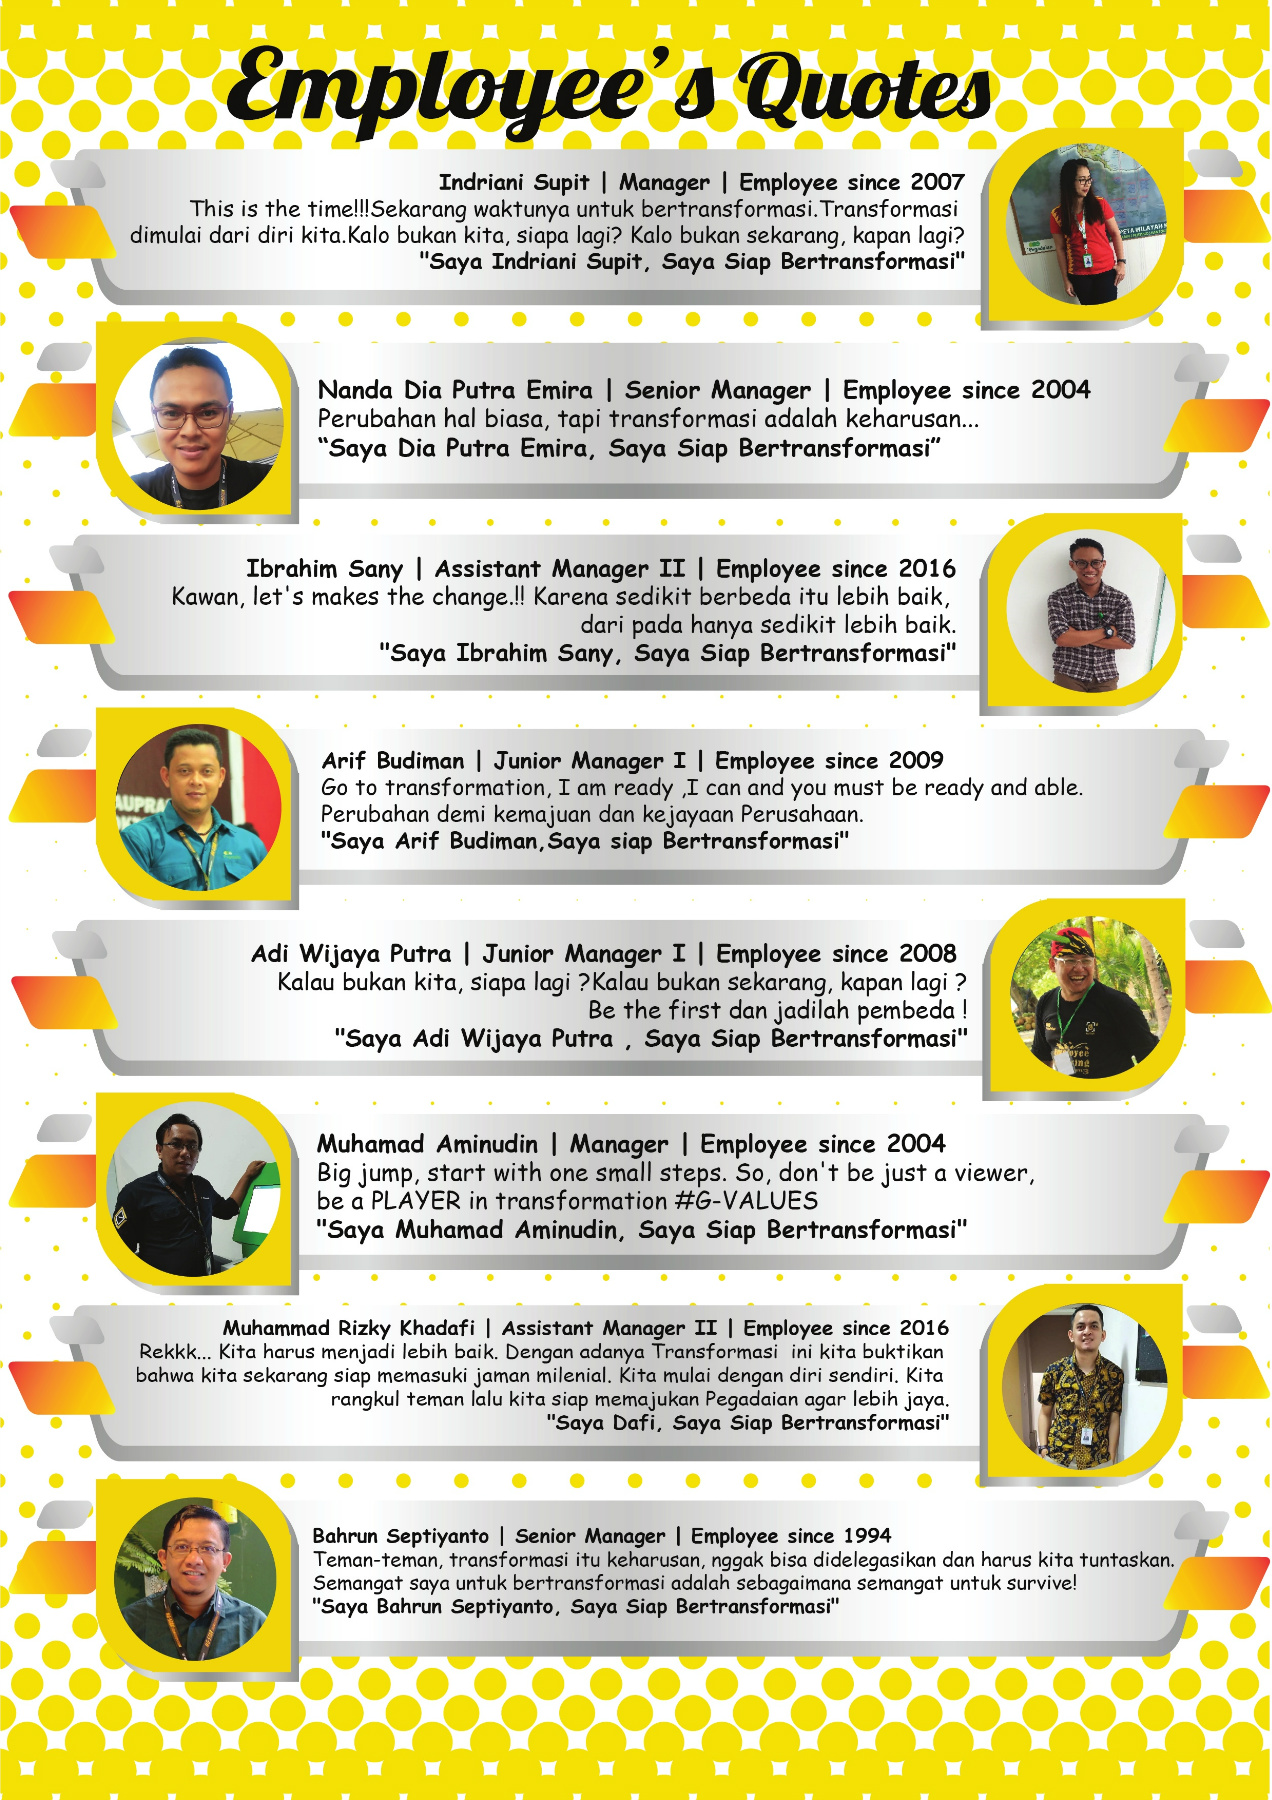 Employee's Quotes
Indriani Supit | Manager | Employee since 2007
This is the time!!!Sekarang waktunya untuk bertransformasi.Transformasi
dimulai dari diri kita.Kalo bukan kita, siapa lagi? Kalo bukan sekarang, kapan lagi?
"Saya Indriani Supit, Saya Siap Bertransformasi"
Nanda Dia Putra Emira | Senior Manager | Employee since 2004
Perubahan hal biasa, tapi transformasi adalah keharusan...
“Saya Dia Putra Emira, Saya Siap Bertransformasi”
Ibrahim Sany | Assistant Manager II | Employee since 2016
Kawan, let's makes the change.!! Karena sedikit berbeda itu lebih baik,
dari pada hanya sedikit lebih baik.
"Saya Ibrahim Sany, Saya Siap Bertransformasi"
Arif Budiman | Junior Manager I | Employee since 2009
Go to transformation, I am ready ,I can and you must be ready and able.
Perubahan demi kemajuan dan kejayaan Perusahaan.
"Saya Arif Budiman,Saya siap Bertransformasi"
Adi Wijaya Putra | Junior Manager I | Employee since 2008
Kalau bukan kita, siapa lagi ?Kalau bukan sekarang, kapan lagi ?
Be the first dan jadilah pembeda !
"Saya Adi Wijaya Putra , Saya Siap Bertransformasi"
Muhamad Aminudin | Manager | Employee since 2004
Big jump, start with one small steps. So, don't be just a viewer,
be a PLAYER in transformation #G-VALUES
"Saya Muhamad Aminudin, Saya Siap Bertransformasi"
Muhammad Rizky Khadafi | Assistant Manager II | Employee since 2016
Rekkk... Kita harus menjadi lebih baik. Dengan adanya Transformasi  ini kita buktikan
bahwa kita sekarang siap memasuki jaman milenial. Kita mulai dengan diri sendiri. Kita
rangkul teman lalu kita siap memajukan Pegadaian agar lebih jaya.
"Saya Dafi, Saya Siap Bertransformasi"
Bahrun Septiyanto | Senior Manager | Employee since 1994
Teman-teman, transformasi itu keharusan, nggak bisa didelegasikan dan harus kita tuntaskan.
Semangat saya untuk bertransformasi adalah sebagaimana semangat untuk survive!
"Saya Bahrun Septiyanto, Saya Siap Bertransformasi"